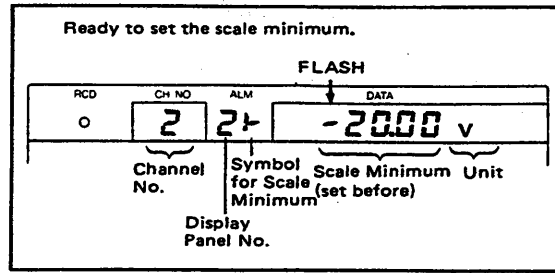 Ready to set the scale minimum.
FLASH
RCD CH NO ALM DATA
2 2⊦ -20.00 V
Channel No.
Symbol for Scale Minimum
Scale Minimum (set before)
Unit
Display Panel No.